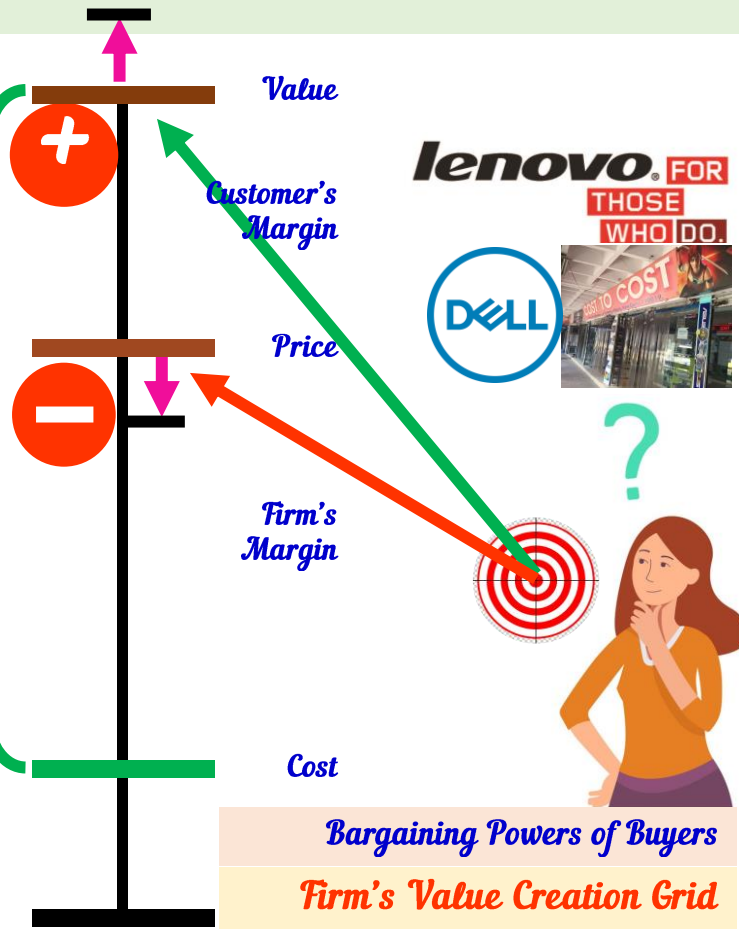 Value
+
Customer's
Margin
lenovo. FOR
THOSE
WHO DO.
DELL
COST TO COST
Price
−
?
Firm's
Margin
Cost
Bargaining Powers of Buyers
Firm's Value Creation Grid